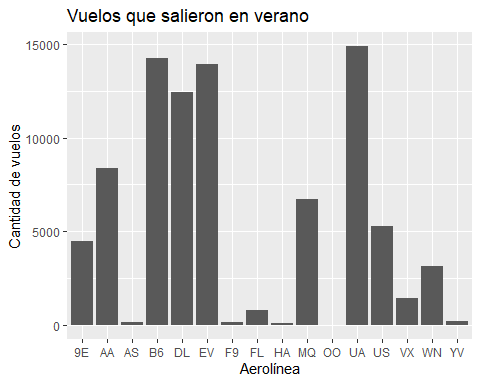 Vuelos que salieron en verano
Cantidad de vuelos
15000
10000
5000
0
9E AA AS B6 DL EV F9 FL HA MQ OO UA US VX WN YV
Aerolínea